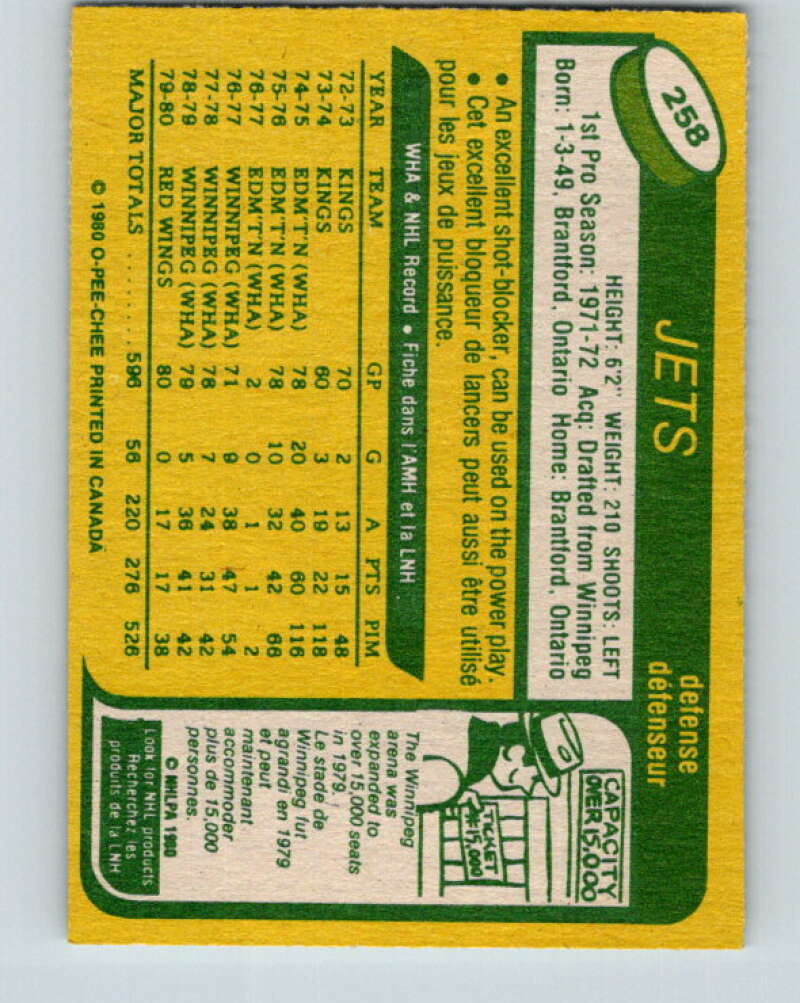 258
JETS
defense
défenseur
HEIGHT: 6'2" WEIGHT: 210 SHOOTS: LEFT
1st Pro Season: 1971-72 Acq: Drafted from Winnipeg
Born: 1-3-49, Brantford, Ontario Home: Brantford, Ontario
• An excellent shot-blocker, can be used on the power play.
• Cet excellent bloqueur de lancers peut aussi être utilisé
pour les jeux de puissance.
WHA & NHL Record • Fiche dans l'AMH et la LNH
YEAR TEAM GP G A PTS PIM
72-73 KINGS 70 2 13 15 48
73-74 KINGS 60 3 19 22 118
74-75 EDM'T'N (WHA) 78 20 40 60 116
75-76 EDM'T'N (WHA) 78 10 32 42 66
76-77 EDM'T'N (WHA) 2 0 1 1 2
76-77 WINNIPEG (WHA) 71 9 38 47 54
77-78 WINNIPEG (WHA) 78 7 24 31 42
78-79 WINNIPEG (WHA) 79 5 36 41 42
79-80 RED WINGS 80 0 17 17 38
MAJOR TOTALS ........ 596 56 220 276 526
© 1980 O-PEE-CHEE PRINTED IN CANADA
CAPACITY
OVER 15,000
TICKET
#15,000
The Winnipeg
arena was
expanded to
over 15,000 seats
in 1979.
Le stade de
Winnipeg fut
agrandi en 1979
et peut
maintenant
accommoder
plus de 15,000
personnes.
© NHLPA 1980
Look for NHL products
Recherchez les
produits de la LNH